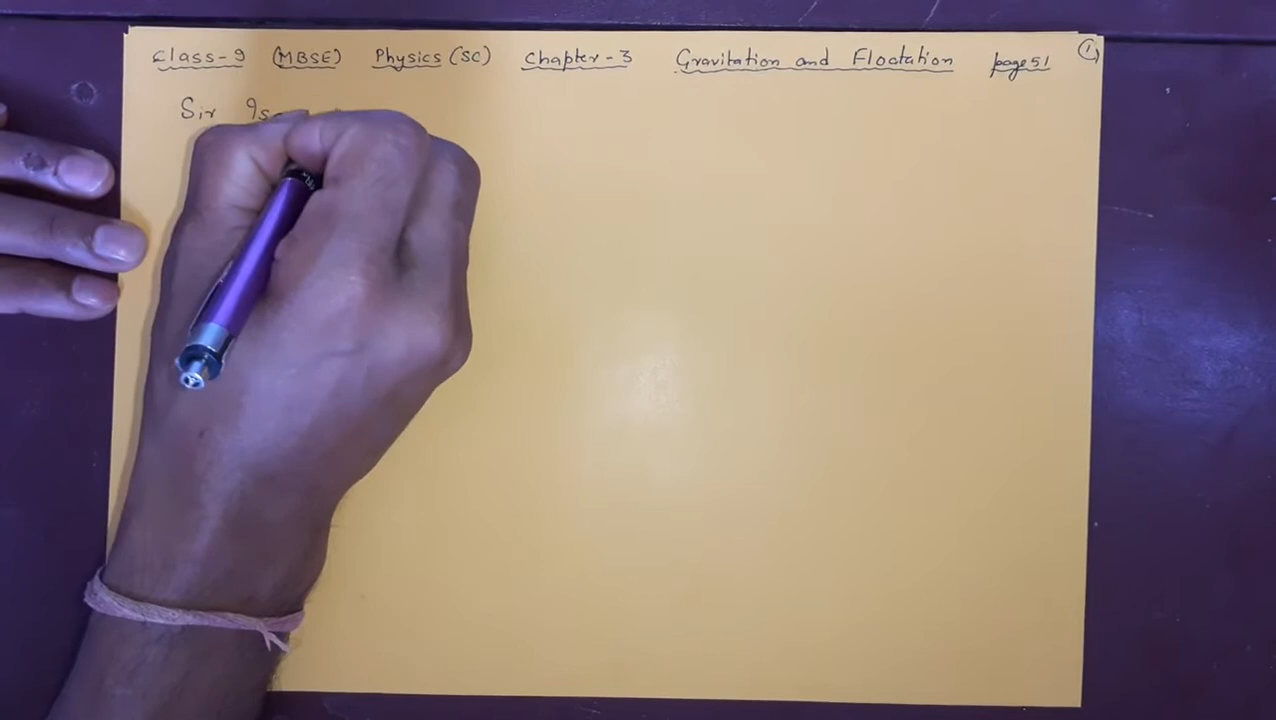 Class-9 (MBSE) Physics (SC) Chapter-3 Gravitation and Floatation page 51 1
Sir